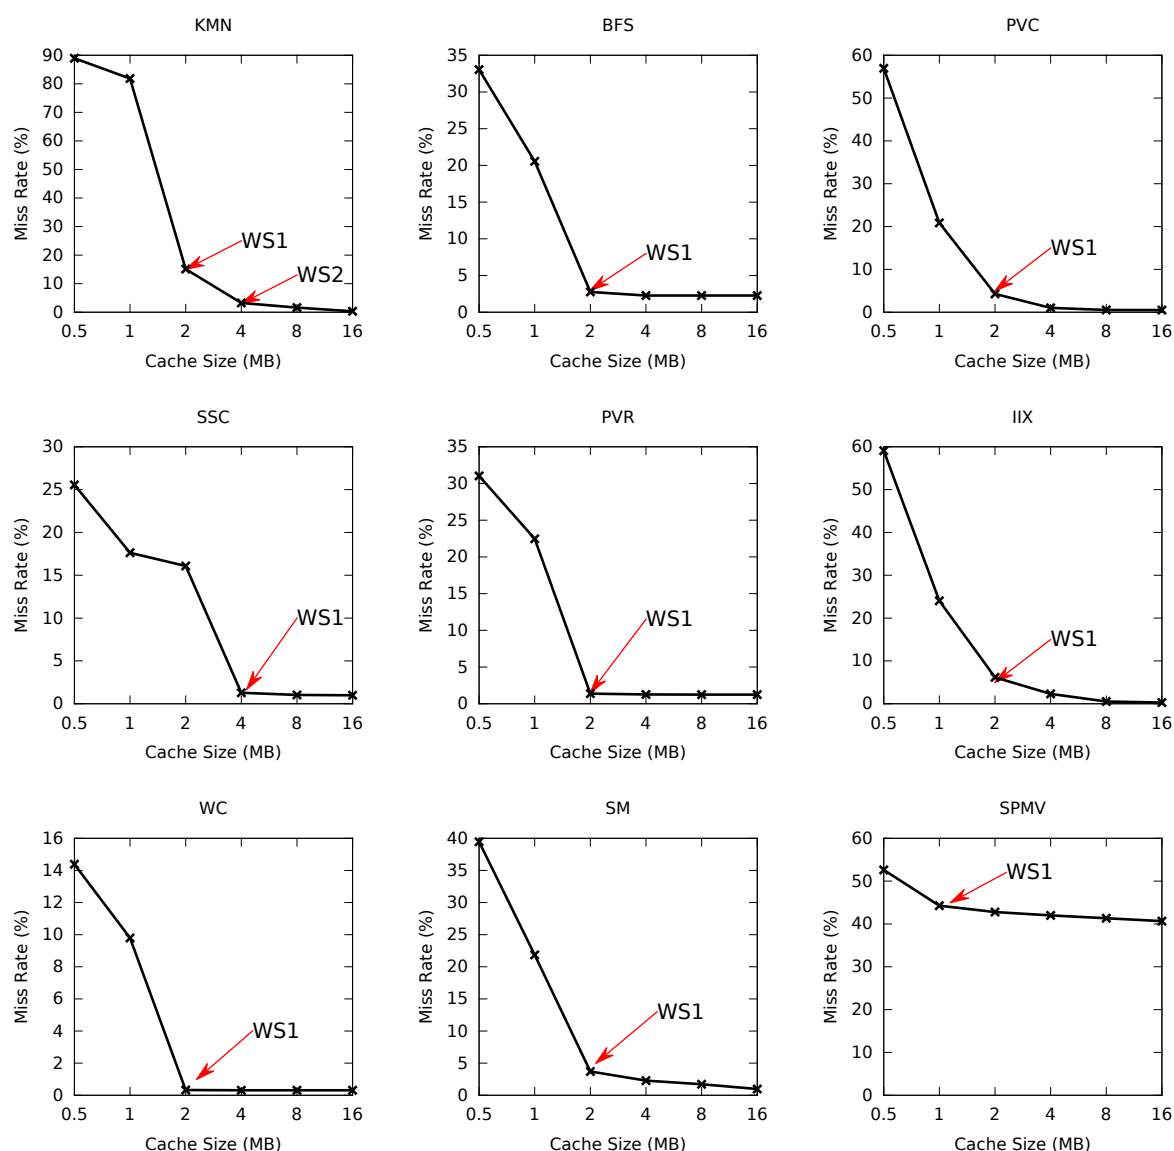 KMN
BFS
PVC
90
80
70
60
50
40
30
20
10
0
Miss Rate (%)
WS1
WS2
0.5 1 2 4 8 16
Cache Size (MB)
35
30
25
20
15
10
5
0
Miss Rate (%)
WS1
0.5 1 2 4 8 16
Cache Size (MB)
60
50
40
30
20
10
0
Miss Rate (%)
WS1
0.5 1 2 4 8 16
Cache Size (MB)
SSC
PVR
IIX
30
25
20
15
10
5
0
Miss Rate (%)
WS1
0.5 1 2 4 8 16
Cache Size (MB)
35
30
25
20
15
10
5
0
Miss Rate (%)
WS1
0.5 1 2 4 8 16
Cache Size (MB)
60
50
40
30
20
10
0
Miss Rate (%)
WS1
0.5 1 2 4 8 16
Cache Size (MB)
WC
SM
SPMV
16
14
12
10
8
6
4
2
0
Miss Rate (%)
WS1
0.5 1 2 4 8 16
Cache Size (MB)
40
35
30
25
20
15
10
5
0
Miss Rate (%)
WS1
0.5 1 2 4 8 16
Cache Size (MB)
60
50
40
30
20
10
0
Miss Rate (%)
WS1
0.5 1 2 4 8 16
Cache Size (MB)